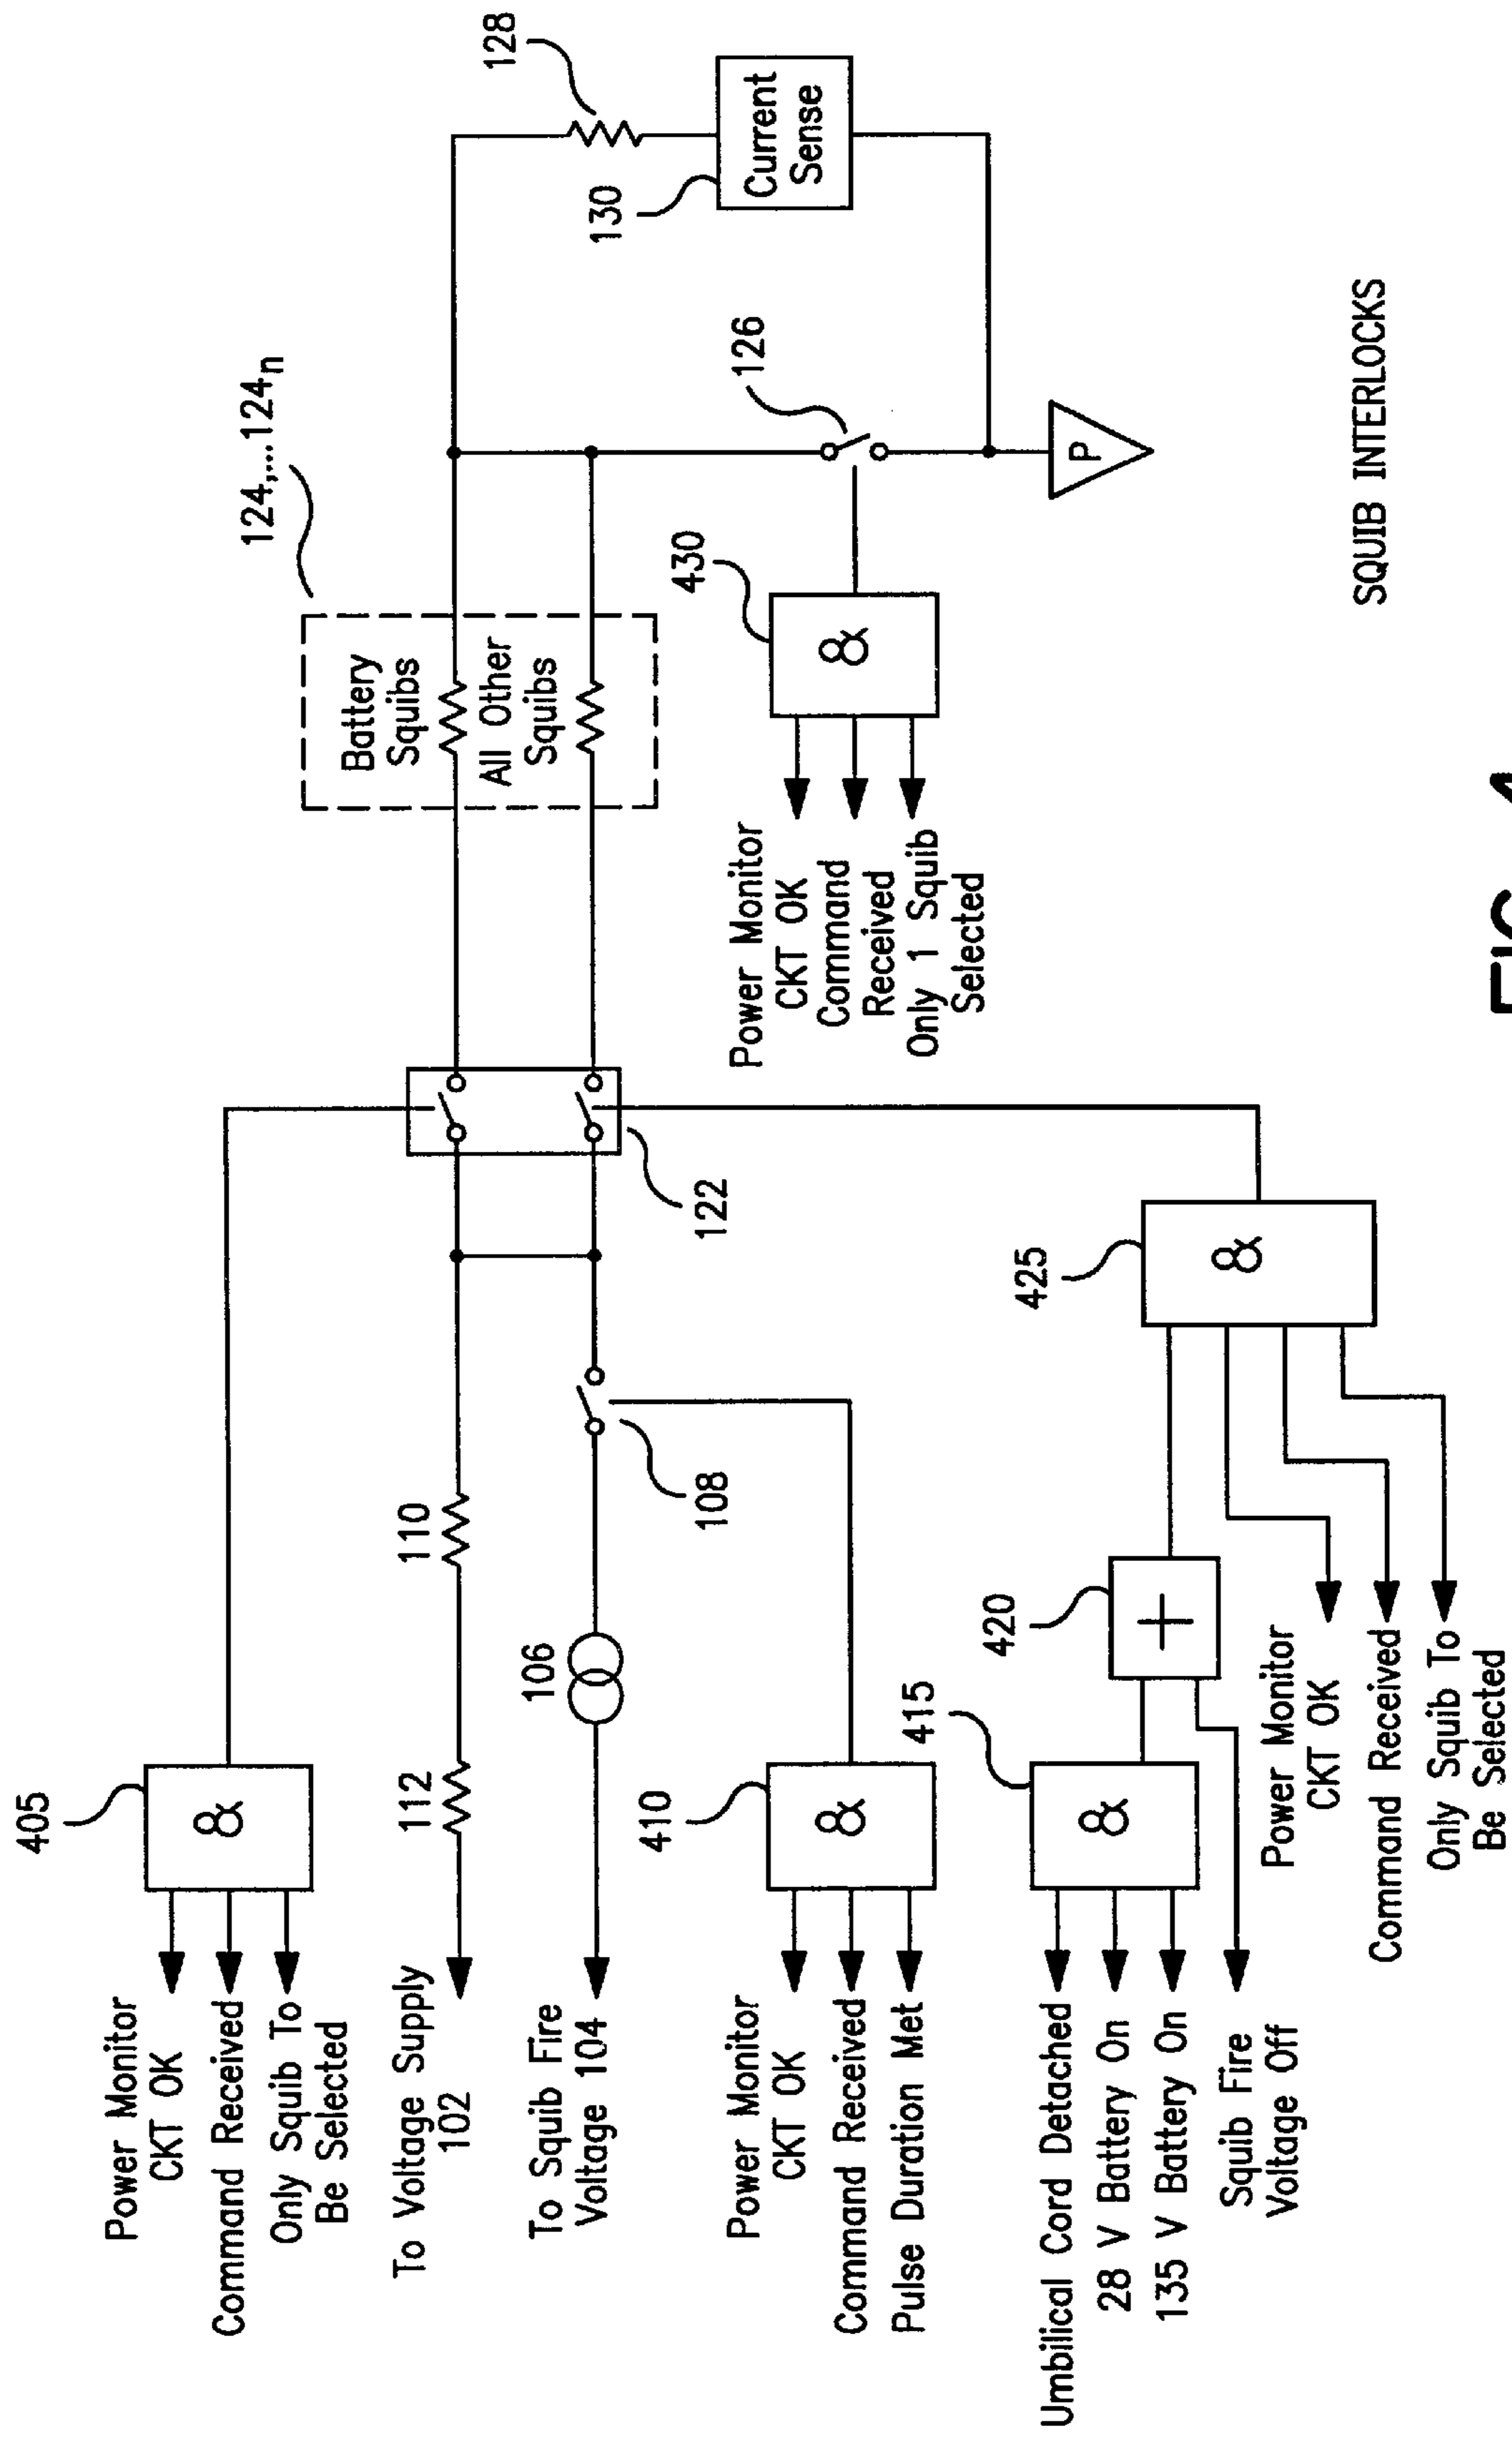 405
Power Monitor
CKT OK
Command Received
Only Squib To
Be Selected
&
To Voltage Supply
102
112
110
To Squib Fire
Voltage 104
106
108
122
124,...124n
Battery
Squibs
All Other
Squibs
128
130
Current
Sense
126
P
430
&
Power Monitor
CKT OK
Command
Received
Only 1 Squib
Selected
410
&
Power Monitor
CKT OK
Command Received
Pulse Duration Met
415
&
Umbilical Cord Detached
28 V Battery On
135 V Battery On
Squib Fire
Voltage Off
420
+
425
&
Power Monitor
CKT OK
Command Received
Only Squib To
Be Selected
SQUIB INTERLOCKS